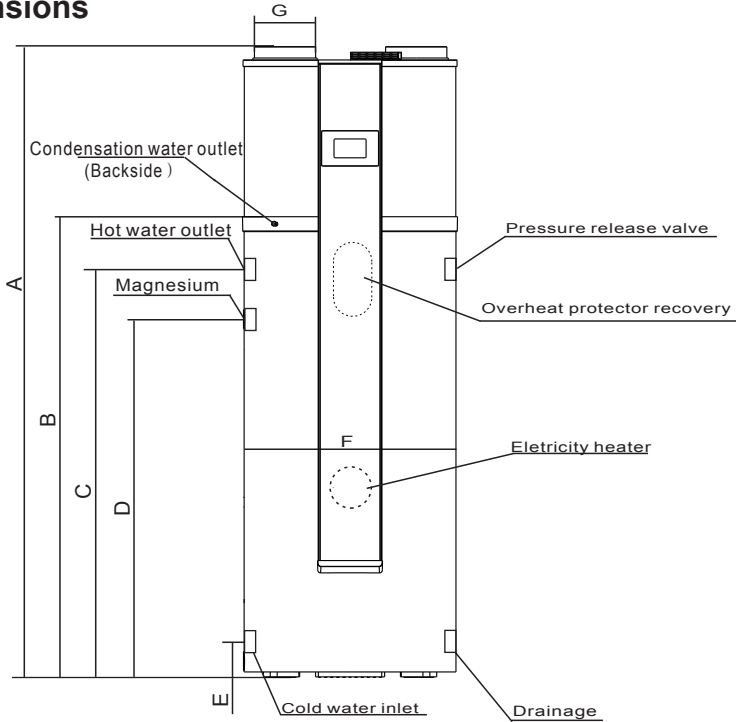 nsions
G
Condensation water outlet
(Backside）
Hot water outlet
Pressure release valve
A
Magnesium
Overheat protector recovery
B
F
Eletricity heater
C
D
E
Cold water inlet
Drainage